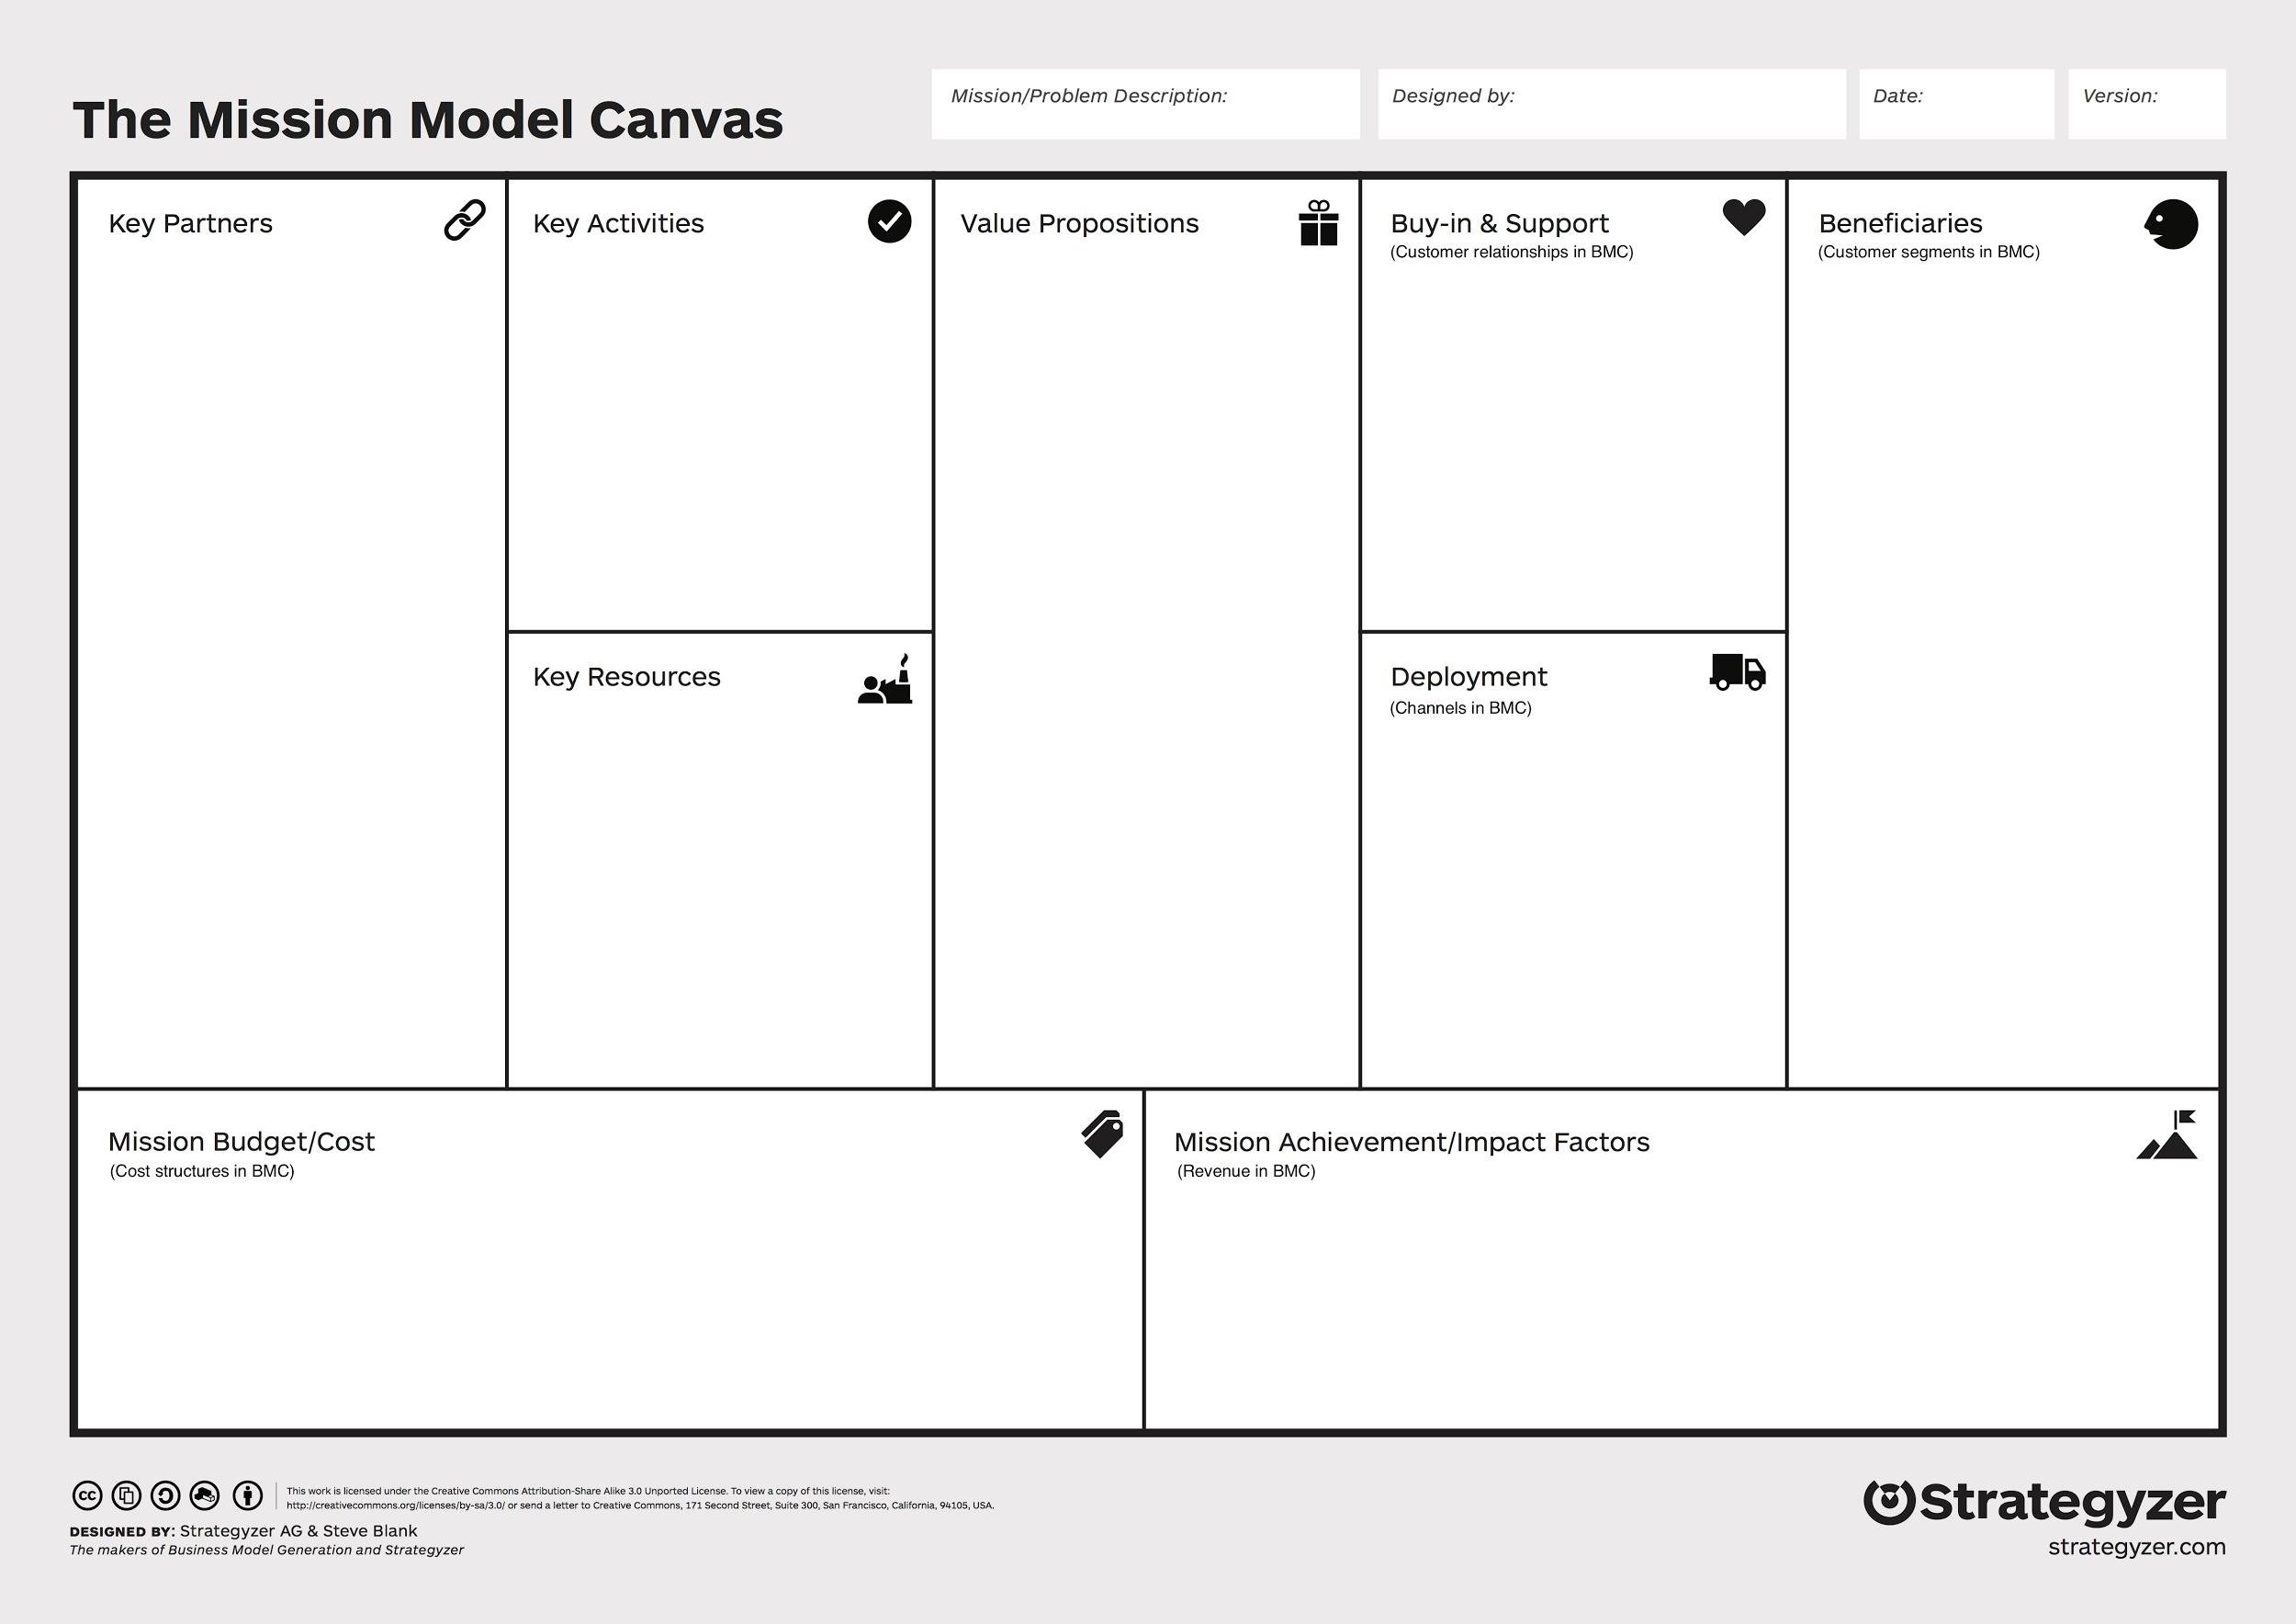 The Mission Model Canvas
Mission/Problem Description:
Designed by:
Date:
Version:
Key Partners
Key Activities
Value Propositions
Buy-in & Support
(Customer relationships in BMC)
Beneficiaries
(Customer segments in BMC)
Key Resources
Deployment
(Channels in BMC)
Mission Budget/Cost
(Cost structures in BMC)
Mission Achievement/Impact Factors
(Revenue in BMC)
cc
This work is licensed under the Creative Commons Attribution-Share Alike 3.0 Unported License. To view a copy of this license, visit:
http://creativecommons.org/licenses/by-sa/3.0/ or send a letter to Creative Commons, 171 Second Street, Suite 300, San Francisco, California, 94105, USA.
DESIGNED BY: Strategyzer AG & Steve Blank
The makers of Business Model Generation and Strategyzer
Strategyzer
strategyzer.com